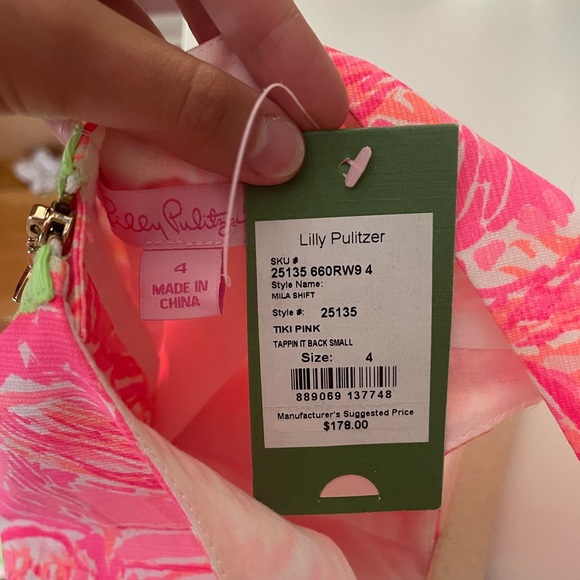 Lilly Pulitzer
4
MADE IN
CHINA
Lilly Pulitzer
SKU #
25135 660RW9 4
Style Name:
MILA SHIFT
Style #: 25135
TIKI PINK
TAPPIN IT BACK SMALL
Size: 4
889069 137748
Manufacturer's Suggested Price
$178.00